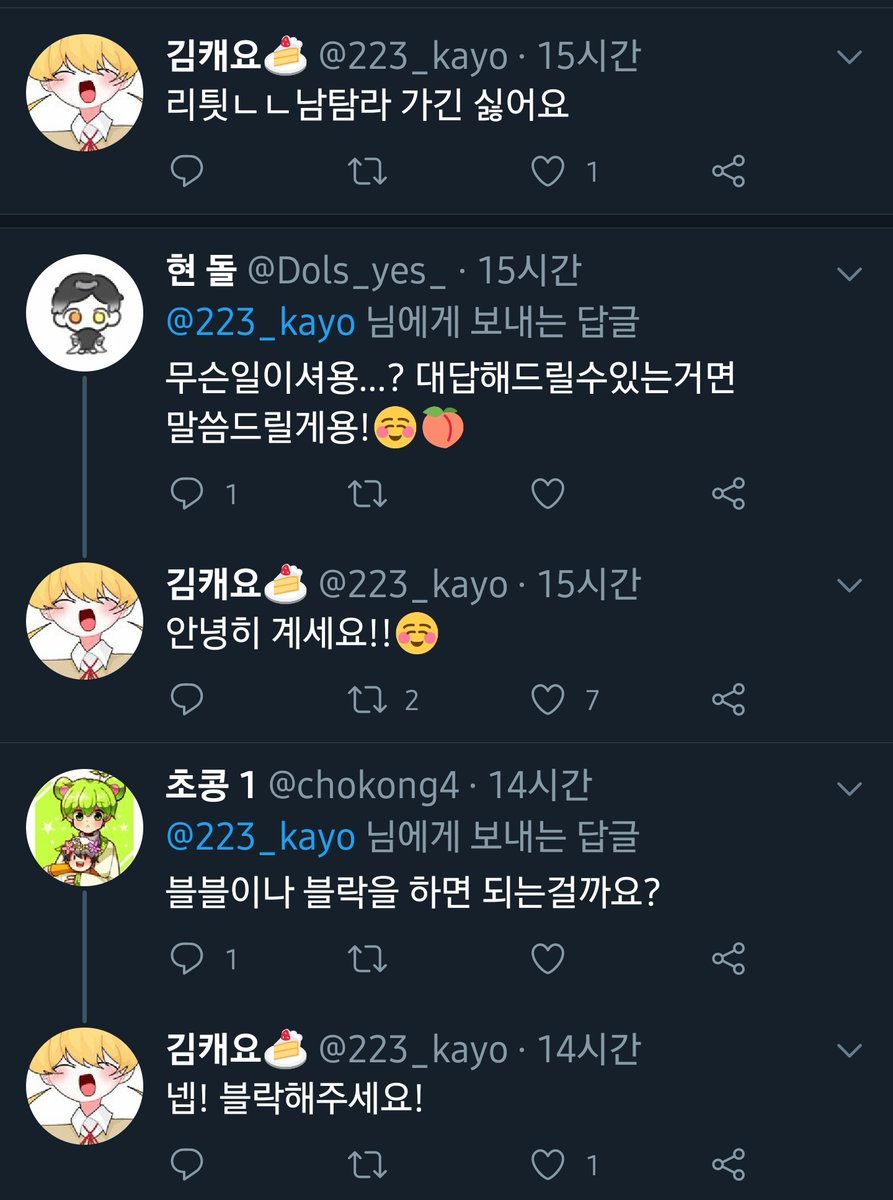 김캐요🍰 @223_kayo · 15시간
리튓ㄴㄴ남탐라 가긴 싫어요
1
현 돌 @Dols_yes_ · 15시간
@223_kayo 님에게 보내는 답글
무슨일이셔용...? 대답해드릴수있는거면
말씀드릴게용!☺️🍑
1
김캐요🍰 @223_kayo · 15시간
안녕히 계세요!!☺️
2 7
초콩 1 @chokong4 · 14시간
@223_kayo 님에게 보내는 답글
블블이나 블락을 하면 되는걸까요?
1
김캐요🍰 @223_kayo · 14시간
넵! 블락해주세요!
1